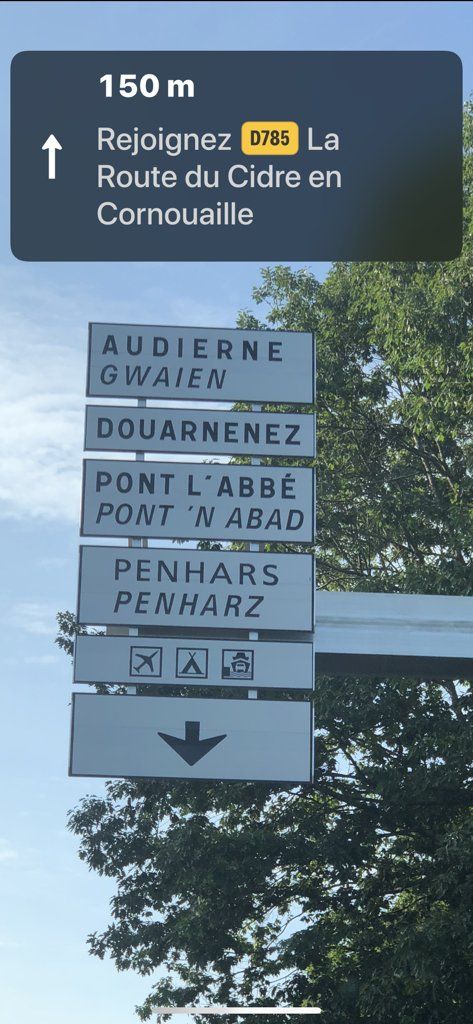 150 m
Rejoignez D785 La
Route du Cidre en
Cornouaille
AUDIERNE
GWAIEN
DOUARNENEZ
PONT L'ABBÉ
PONT 'N ABAD
PENHARS
PENHARZ